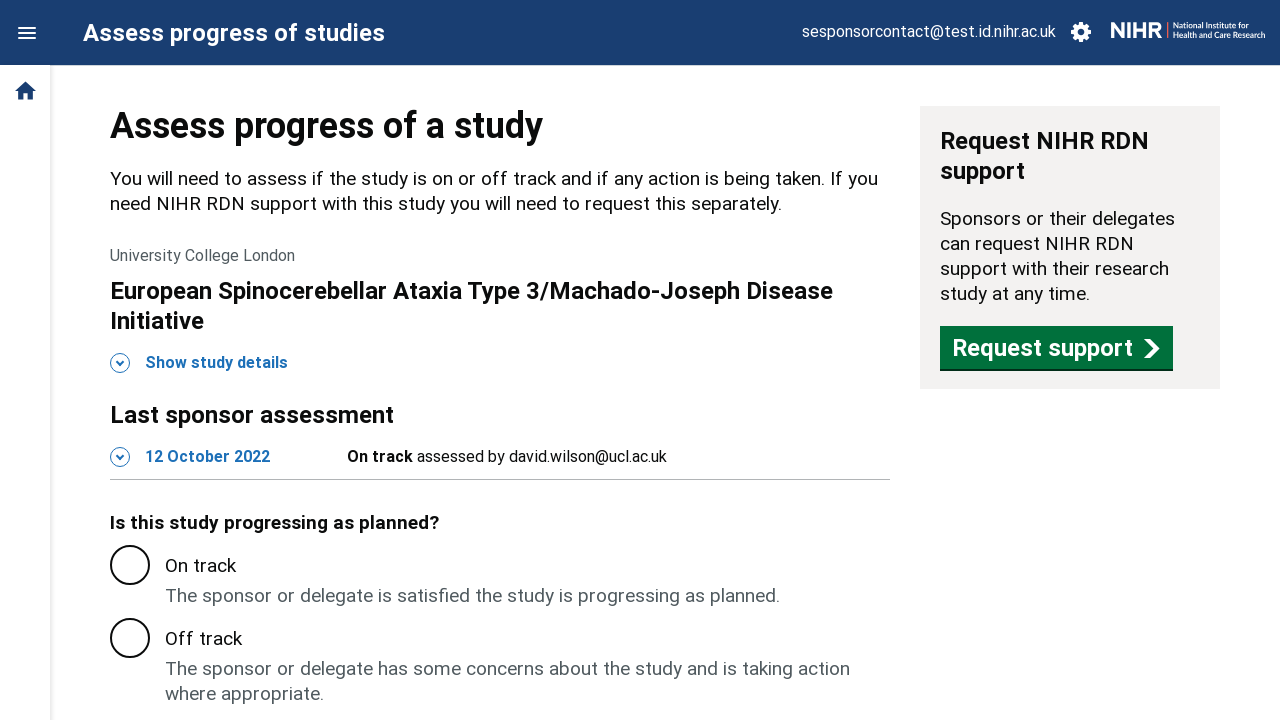 Assess progress of studies
sesponsorcontact@test.id.nihr.ac.uk
NIHR National Institute for
Health and Care Research
Assess progress of a study
You will need to assess if the study is on or off track and if any action is being taken. If you
need NIHR RDN support with this study you will need to request this separately.
University College London
European Spinocerebellar Ataxia Type 3/Machado-Joseph Disease
Initiative
Show study details
Last sponsor assessment
12 October 2022 On track assessed by david.wilson@ucl.ac.uk
Is this study progressing as planned?
On track
The sponsor or delegate is satisfied the study is progressing as planned.
Off track
The sponsor or delegate has some concerns about the study and is taking action
where appropriate.
Request NIHR RDN
support
Sponsors or their delegates
can request NIHR RDN
support with their research
study at any time.
Request support